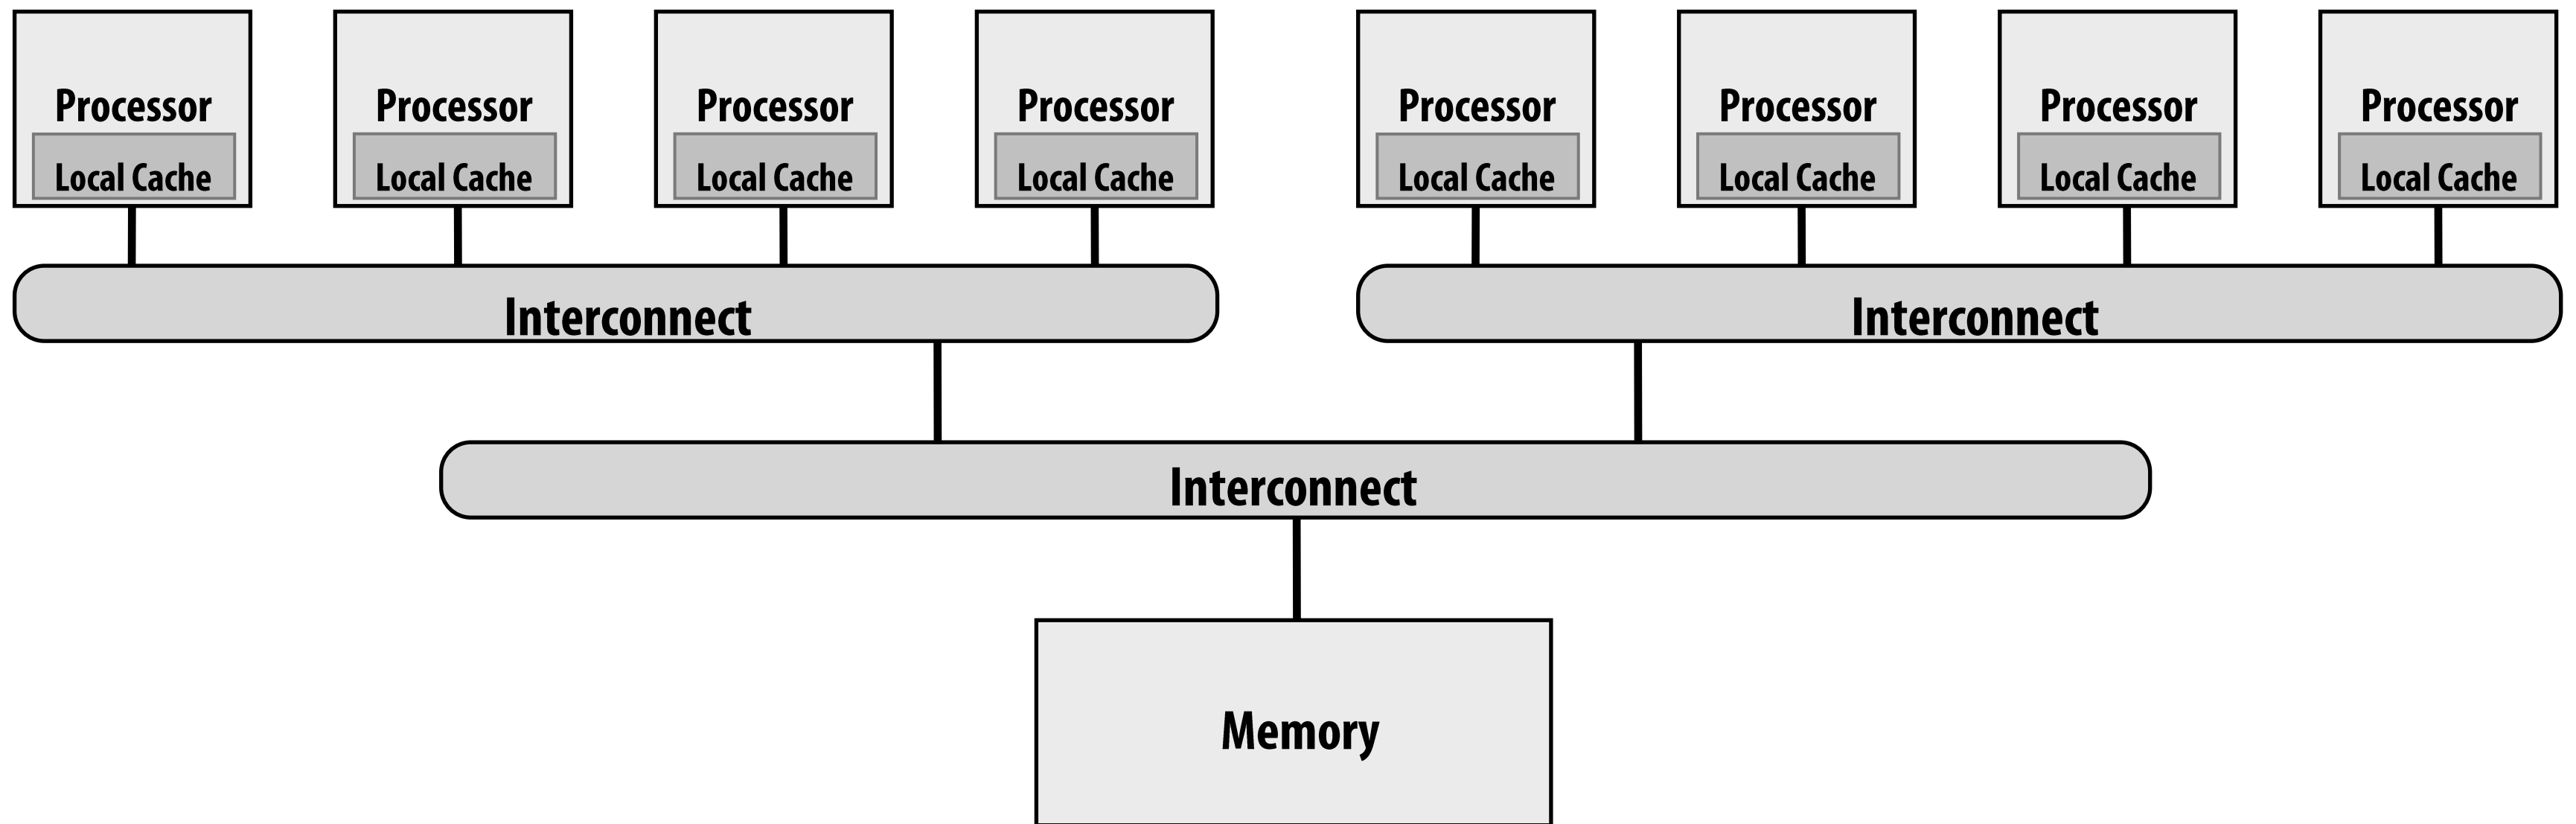 Processor
Local Cache
Processor
Local Cache
Processor
Local Cache
Processor
Local Cache
Processor
Local Cache
Processor
Local Cache
Processor
Local Cache
Processor
Local Cache
Interconnect
Interconnect
Interconnect
Memory